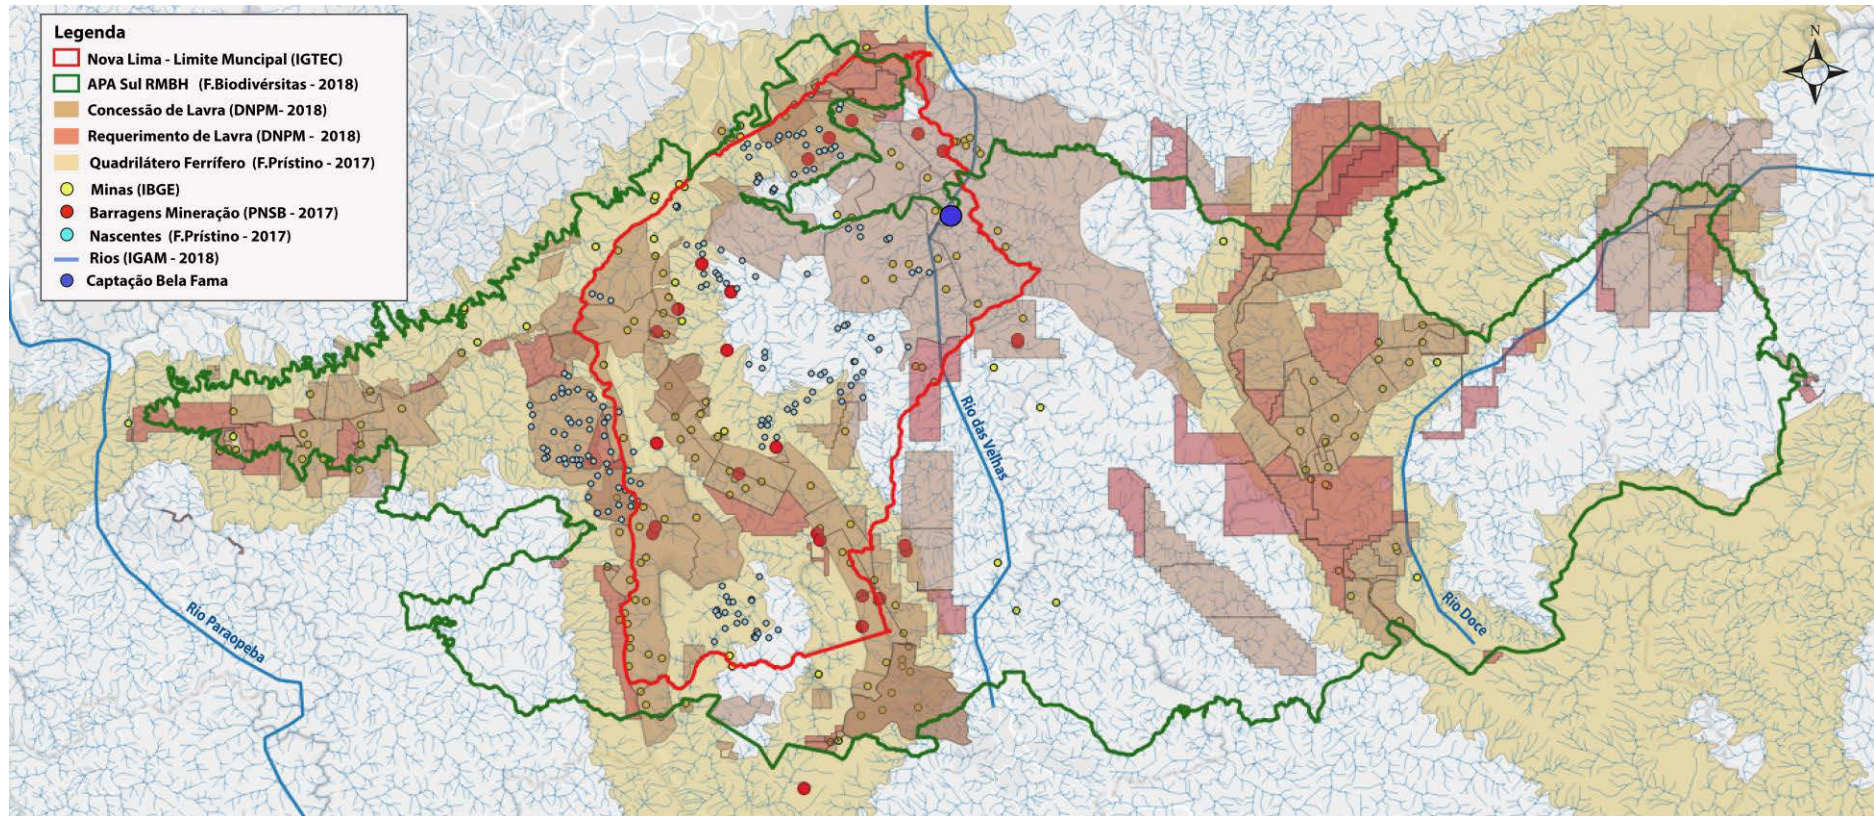 Legenda
Nova Lima - Limite Muncipal (IGTEC)
APA Sul RMBH (F.Biodivérsitas - 2018)
Concessão de Lavra (DNPM- 2018)
Requerimento de Lavra (DNPM - 2018)
Quadrilátero Ferrífero (F.Prístino - 2017)
Minas (IBGE)
Barragens Mineração (PNSB - 2017)
Nascentes (F.Prístino - 2017)
Rios (IGAM - 2018)
Captação Bela Fama
N
Rio das Velhas
Rio Paraopeba
Rio Doce